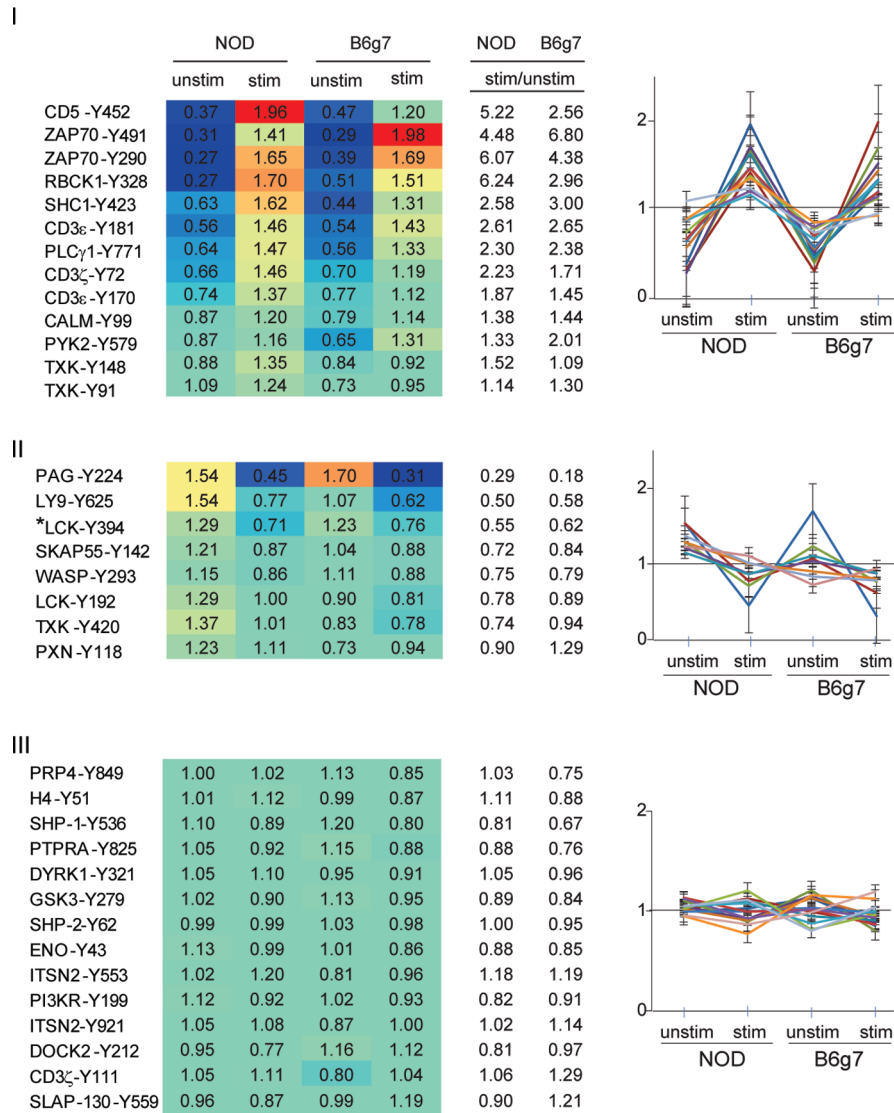 I
NOD B6g7 NOD B6g7
unstim stim unstim stim stim/unstim
CD5-Y452 0.37 1.96 0.47 1.20 5.22 2.56
ZAP70-Y491 0.31 1.41 0.29 1.98 4.48 6.80
ZAP70-Y290 0.27 1.65 0.39 1.69 6.07 4.38
RBCK1-Y328 0.27 1.70 0.51 1.51 6.24 2.96
SHC1-Y423 0.63 1.62 0.44 1.31 2.58 3.00
CD3ε-Y181 0.56 1.46 0.54 1.43 2.61 2.65
PLCγ1-Y771 0.64 1.47 0.56 1.33 2.30 2.38
CD3ζ-Y72 0.66 1.46 0.70 1.19 2.23 1.71
CD3ε-Y170 0.74 1.37 0.77 1.12 1.87 1.45
CALM-Y99 0.87 1.20 0.79 1.14 1.38 1.44
PYK2-Y579 0.87 1.16 0.65 1.31 1.33 2.01
TXK-Y148 0.88 1.35 0.84 0.92 1.52 1.09
TXK-Y91 1.09 1.24 0.73 0.95 1.14 1.30
2
1
0
unstim stim unstim stim
NOD B6g7
II
PAG-Y224 1.54 0.45 1.70 0.31 0.29 0.18
LY9-Y625 1.54 0.77 1.07 0.62 0.50 0.58
*LCK-Y394 1.29 0.71 1.23 0.76 0.55 0.62
SKAP55-Y142 1.21 0.87 1.04 0.88 0.72 0.84
WASP-Y293 1.15 0.86 1.11 0.88 0.75 0.79
LCK-Y192 1.29 1.00 0.90 0.81 0.78 0.89
TXK-Y420 1.37 1.01 0.83 0.78 0.74 0.94
PXN-Y118 1.23 1.11 0.73 0.94 0.90 1.29
2
1
0
unstim stim unstim stim
NOD B6g7
III
PRP4-Y849 1.00 1.02 1.13 0.85 1.03 0.75
H4-Y51 1.01 1.12 0.99 0.87 1.11 0.88
SHP-1-Y536 1.10 0.89 1.20 0.80 0.81 0.67
PTPRA-Y825 1.05 0.92 1.15 0.88 0.88 0.76
DYRK1-Y321 1.05 1.10 0.95 0.91 1.05 0.96
GSK3-Y279 1.02 0.90 1.13 0.95 0.89 0.84
SHP-2-Y62 0.99 0.99 1.03 0.98 1.00 0.95
ENO-Y43 1.13 0.99 1.01 0.86 0.88 0.85
ITSN2-Y553 1.02 1.20 0.81 0.96 1.18 1.19
PI3KR-Y199 1.12 0.92 1.02 0.93 0.82 0.91
ITSN2-Y921 1.05 1.08 0.87 1.00 1.02 1.14
DOCK2-Y212 0.95 0.77 1.16 1.12 0.81 0.97
CD3ζ-Y111 1.05 1.11 0.80 1.04 1.06 1.29
SLAP-130-Y559 0.96 0.87 0.99 1.19 0.90 1.21
2
1
0
unstim stim unstim stim
NOD B6g7